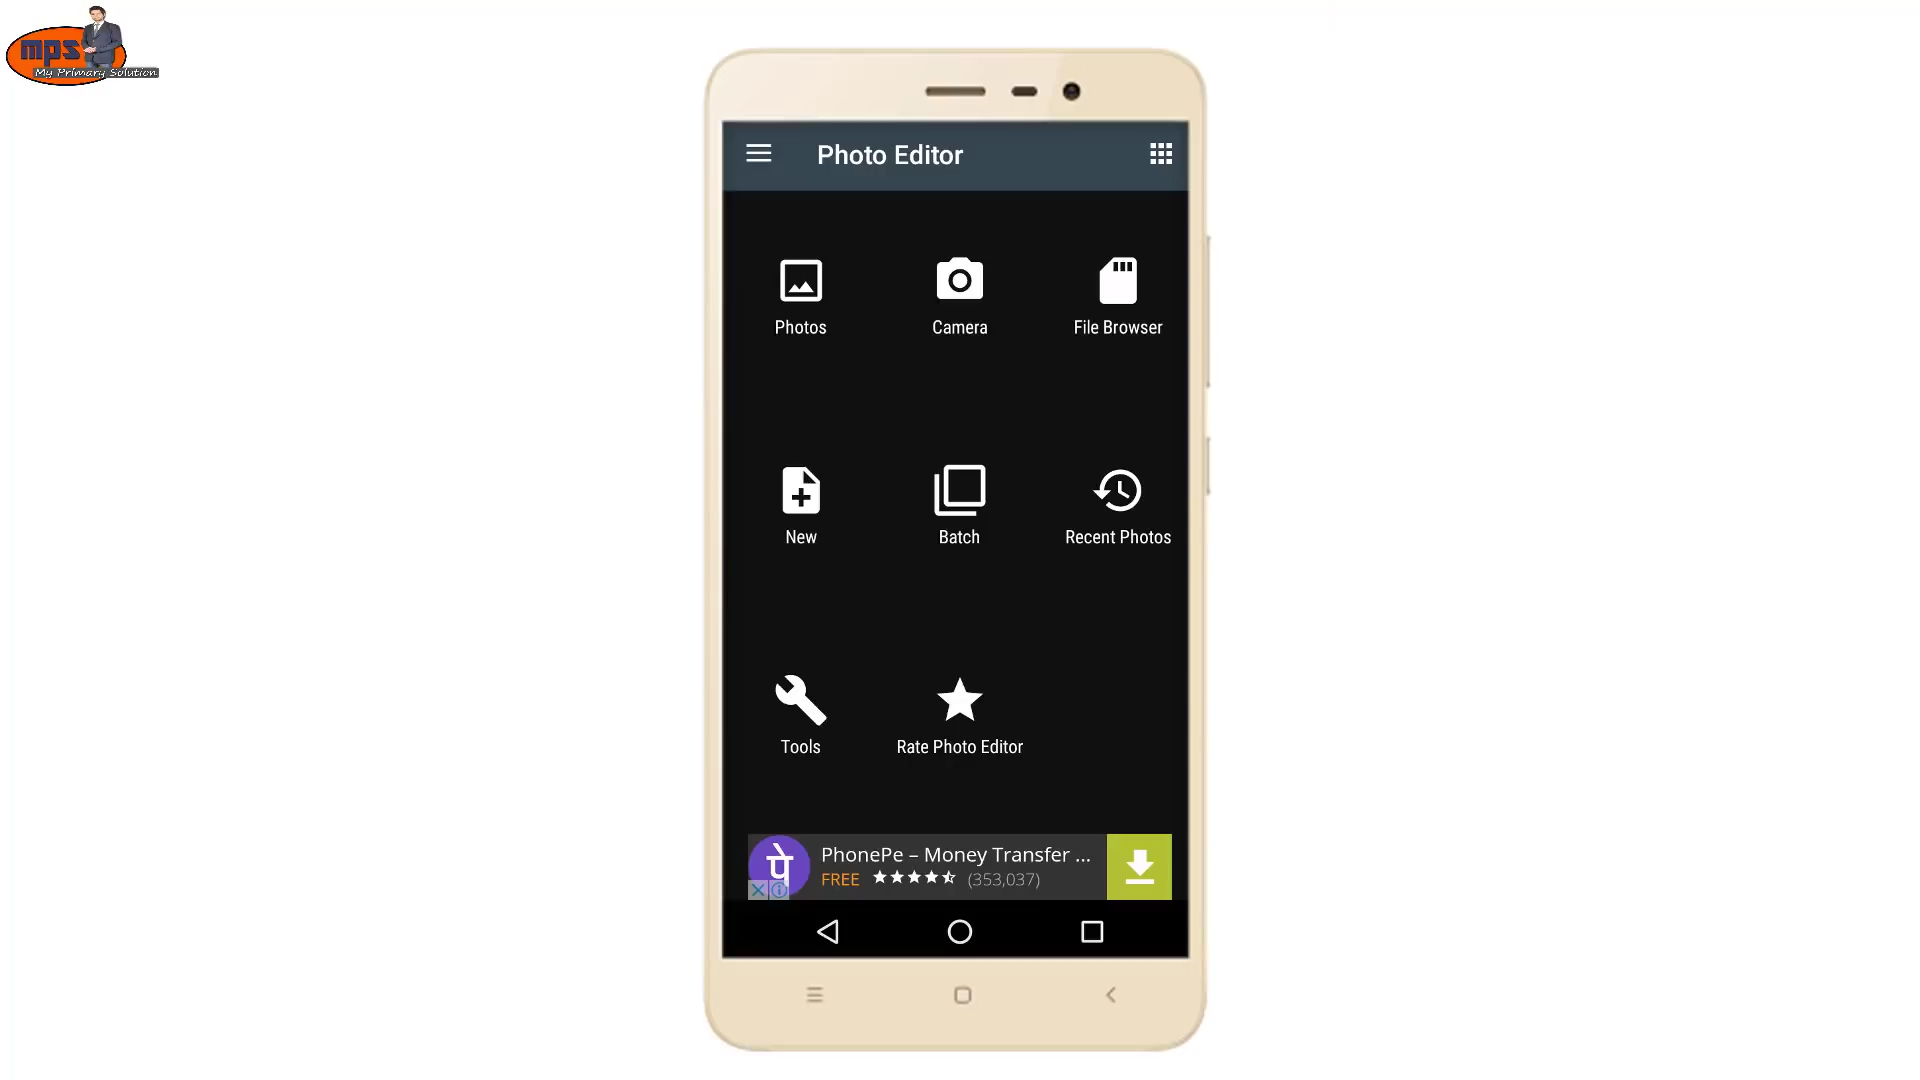 mps
My Primary Solution
Photo Editor
Photos
Camera
File Browser
New
Batch
Recent Photos
Tools
Rate Photo Editor
पे
PhonePe – Money Transfer ...
FREE (353,037)